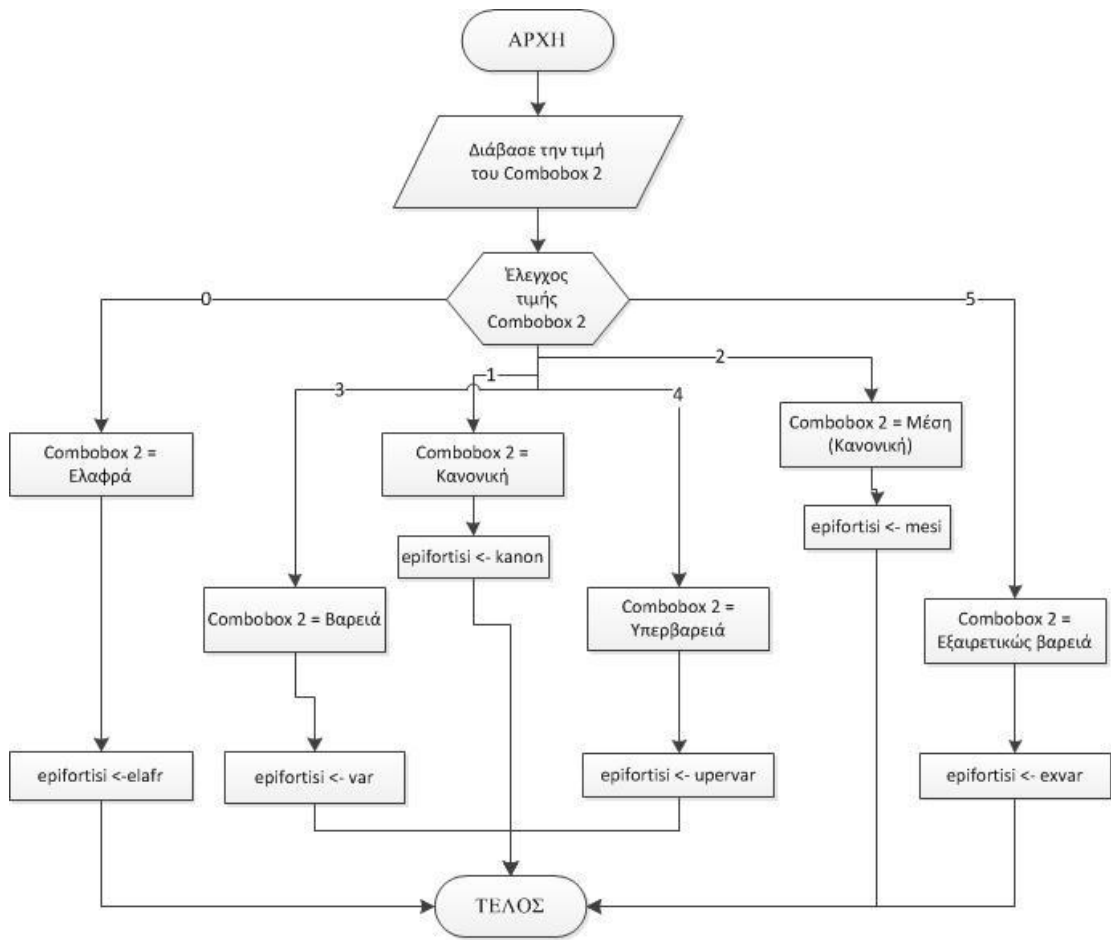 ΑΡΧΗ
Διάβασε την τιμή
του Combobox 2
Έλεγχος
τιμής
Combobox 2
0
5
2
1
3
4
Combobox 2 = Μέση
(Κανονική)
Combobox 2 =
Ελαφρά
Combobox 2 =
Κανονική
epifortisi <- mesi
epifortisi <- kanon
Combobox 2 = Βαρειά
Combobox 2 =
Υπερβαρειά
Combobox 2 =
Εξαιρετικώς βαρειά
epifortisi <-elafr
epifortisi <- var
epifortisi <- upervar
epifortisi <- exvar
ΤΕΛΟΣ